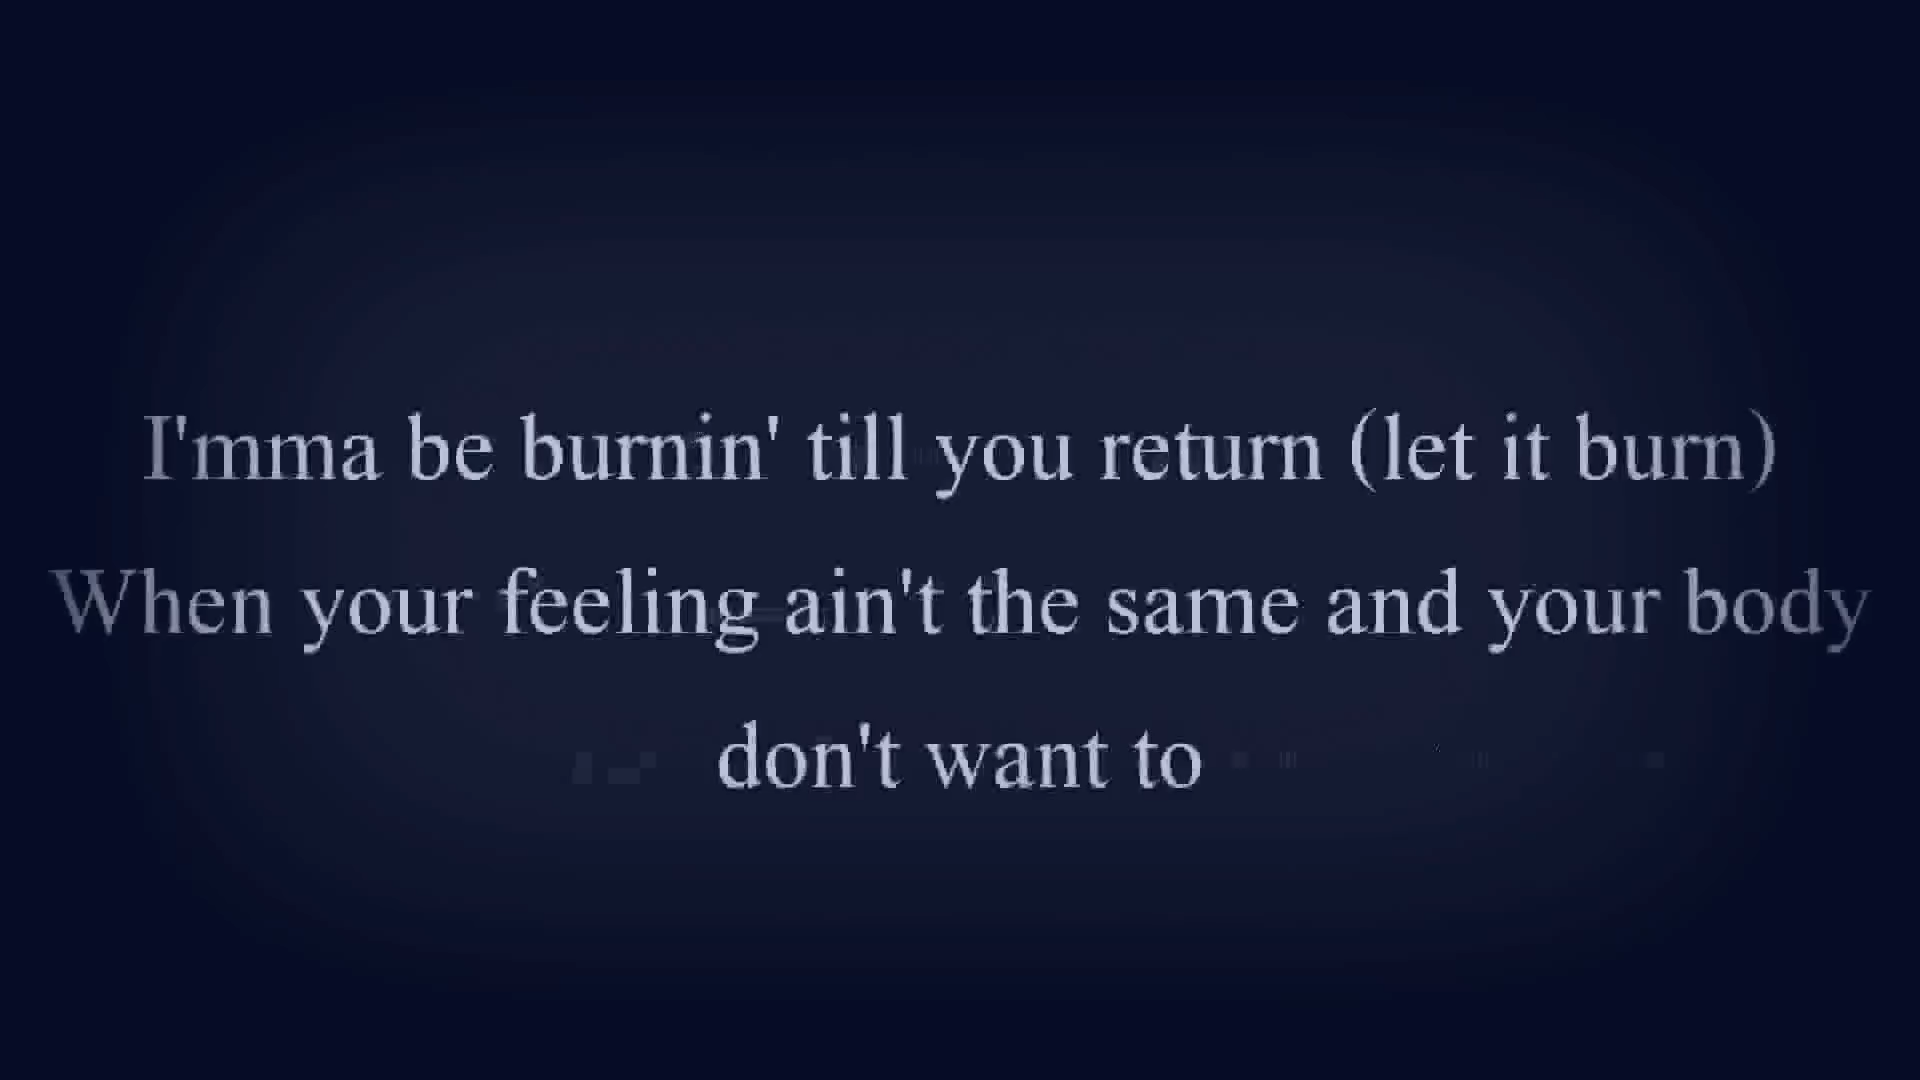 I'mma be burnin' till you return (let it burn)
When your feeling ain't the same and your body
don't want to